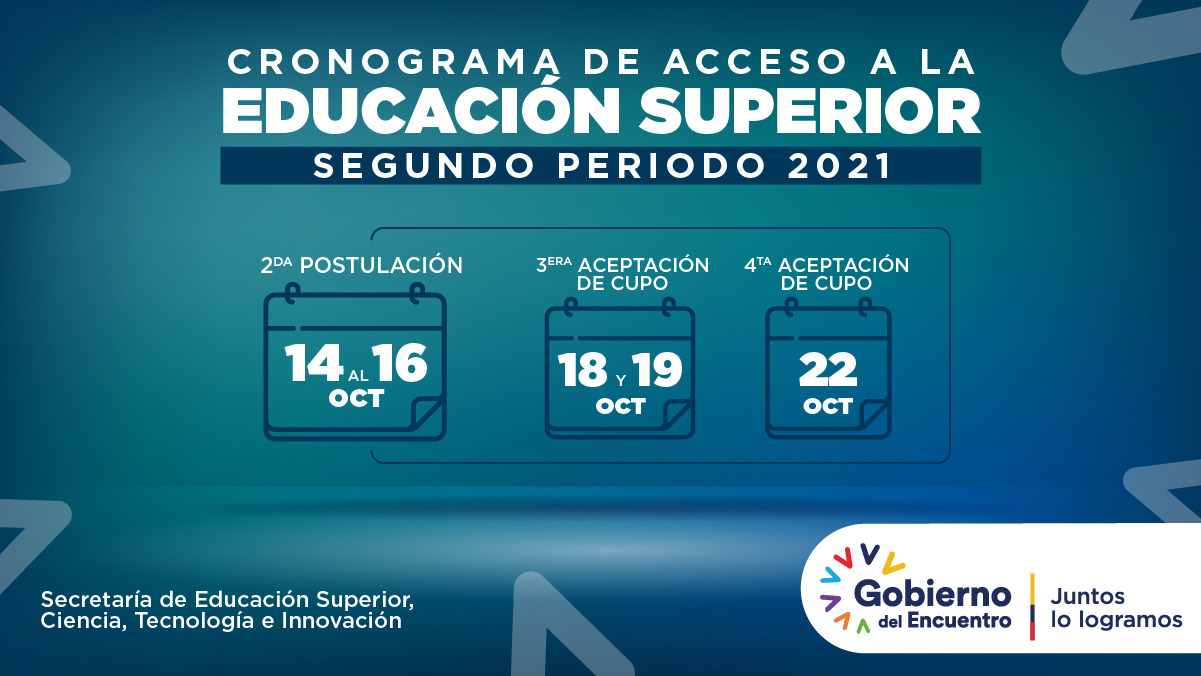 CRONOGRAMA DE ACCESO A LA
EDUCACIÓN SUPERIOR
SEGUNDO PERIODO 2021
2DA POSTULACIÓN
14 AL 16
OCT
3ERA ACEPTACIÓN
DE CUPO
18 Y 19
OCT
4TA ACEPTACIÓN
DE CUPO
22
OCT
Secretaría de Educación Superior,
Ciencia, Tecnología e Innovación
Gobierno
del Encuentro
Juntos
lo logramos